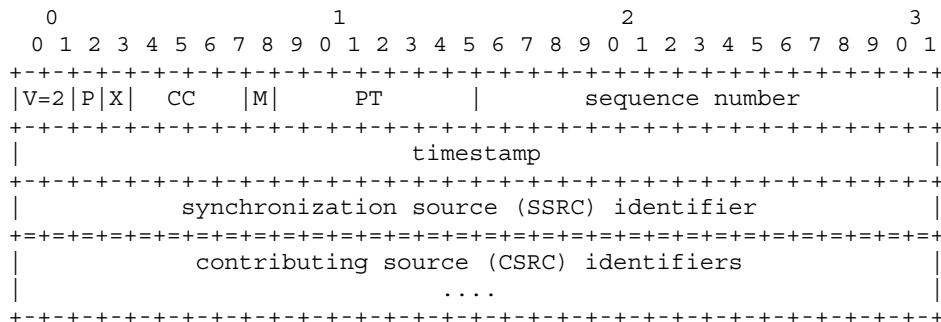 0                   1                   2                   3
0 1 2 3 4 5 6 7 8 9 0 1 2 3 4 5 6 7 8 9 0 1 2 3 4 5 6 7 8 9 0 1
+-+-+-+-+-+-+-+-+-+-+-+-+-+-+-+-+-+-+-+-+-+-+-+-+-+-+-+-+-+-+-+-+
|V=2|P|X|  CC   |M|     PT      |       sequence number         |
+-+-+-+-+-+-+-+-+-+-+-+-+-+-+-+-+-+-+-+-+-+-+-+-+-+-+-+-+-+-+-+-+
|                           timestamp                           |
+-+-+-+-+-+-+-+-+-+-+-+-+-+-+-+-+-+-+-+-+-+-+-+-+-+-+-+-+-+-+-+-+
|           synchronization source (SSRC) identifier            |
+=+=+=+=+=+=+=+=+=+=+=+=+=+=+=+=+=+=+=+=+=+=+=+=+=+=+=+=+=+=+=+=+
|            contributing source (CSRC) identifiers             |
|                             ....                              |
+-+-+-+-+-+-+-+-+-+-+-+-+-+-+-+-+-+-+-+-+-+-+-+-+-+-+-+-+-+-+-+-+